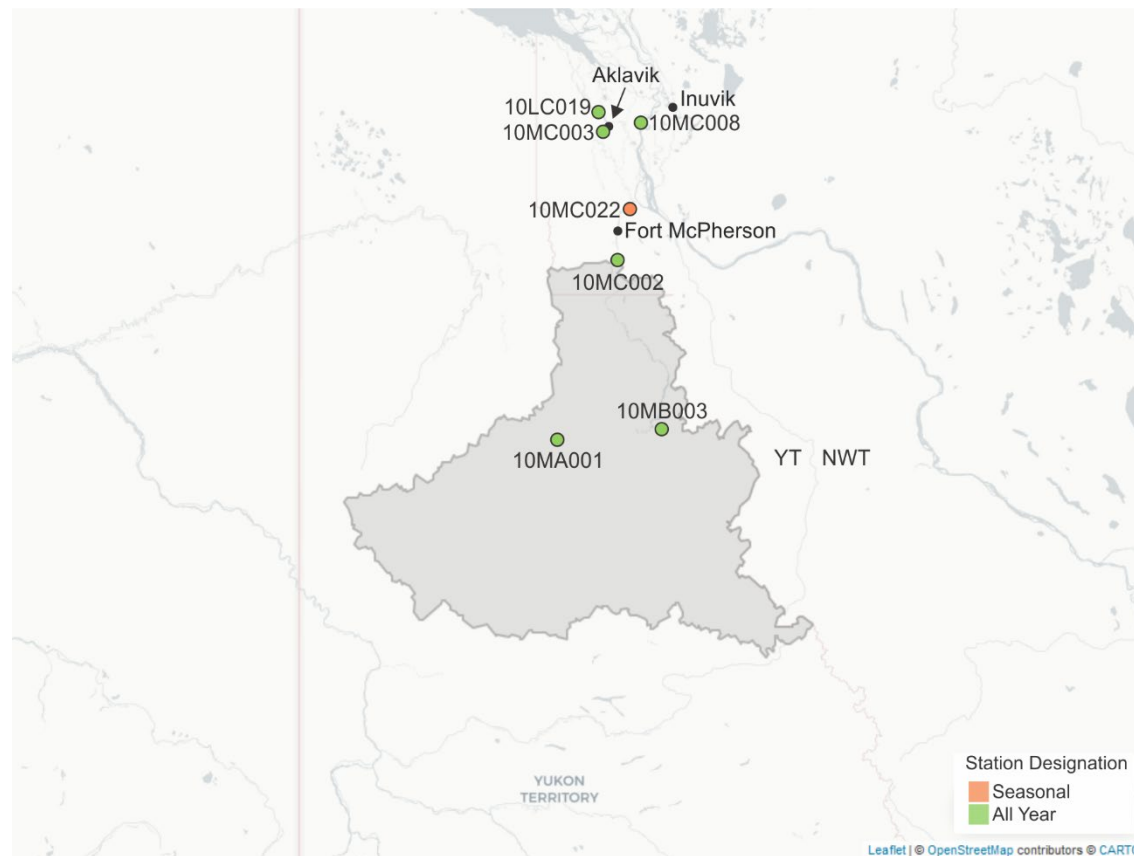 Aklavik
Inuvik
10LC019
10MC003
10MC008
10MC022
Fort McPherson
10MC002
10MB003
10MA001
YT NWT
YUKON
TERRITORY
Station Designation
Seasonal
All Year
Leaflet | © OpenStreetMap contributors © CARTO